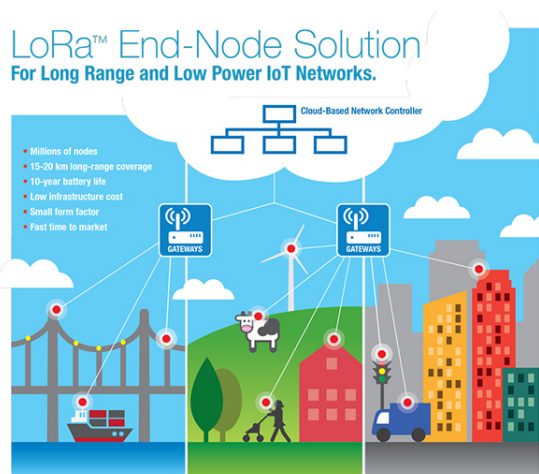 LoRa™ End-Node Solution
For Long Range and Low Power IoT Networks.
Cloud-Based Network Controller
• Millions of nodes
• 15-20 km long-range coverage
• 10-year battery life
• Low infrastructure cost
• Small form factor
• Fast time to market
GATEWAYS
GATEWAYS